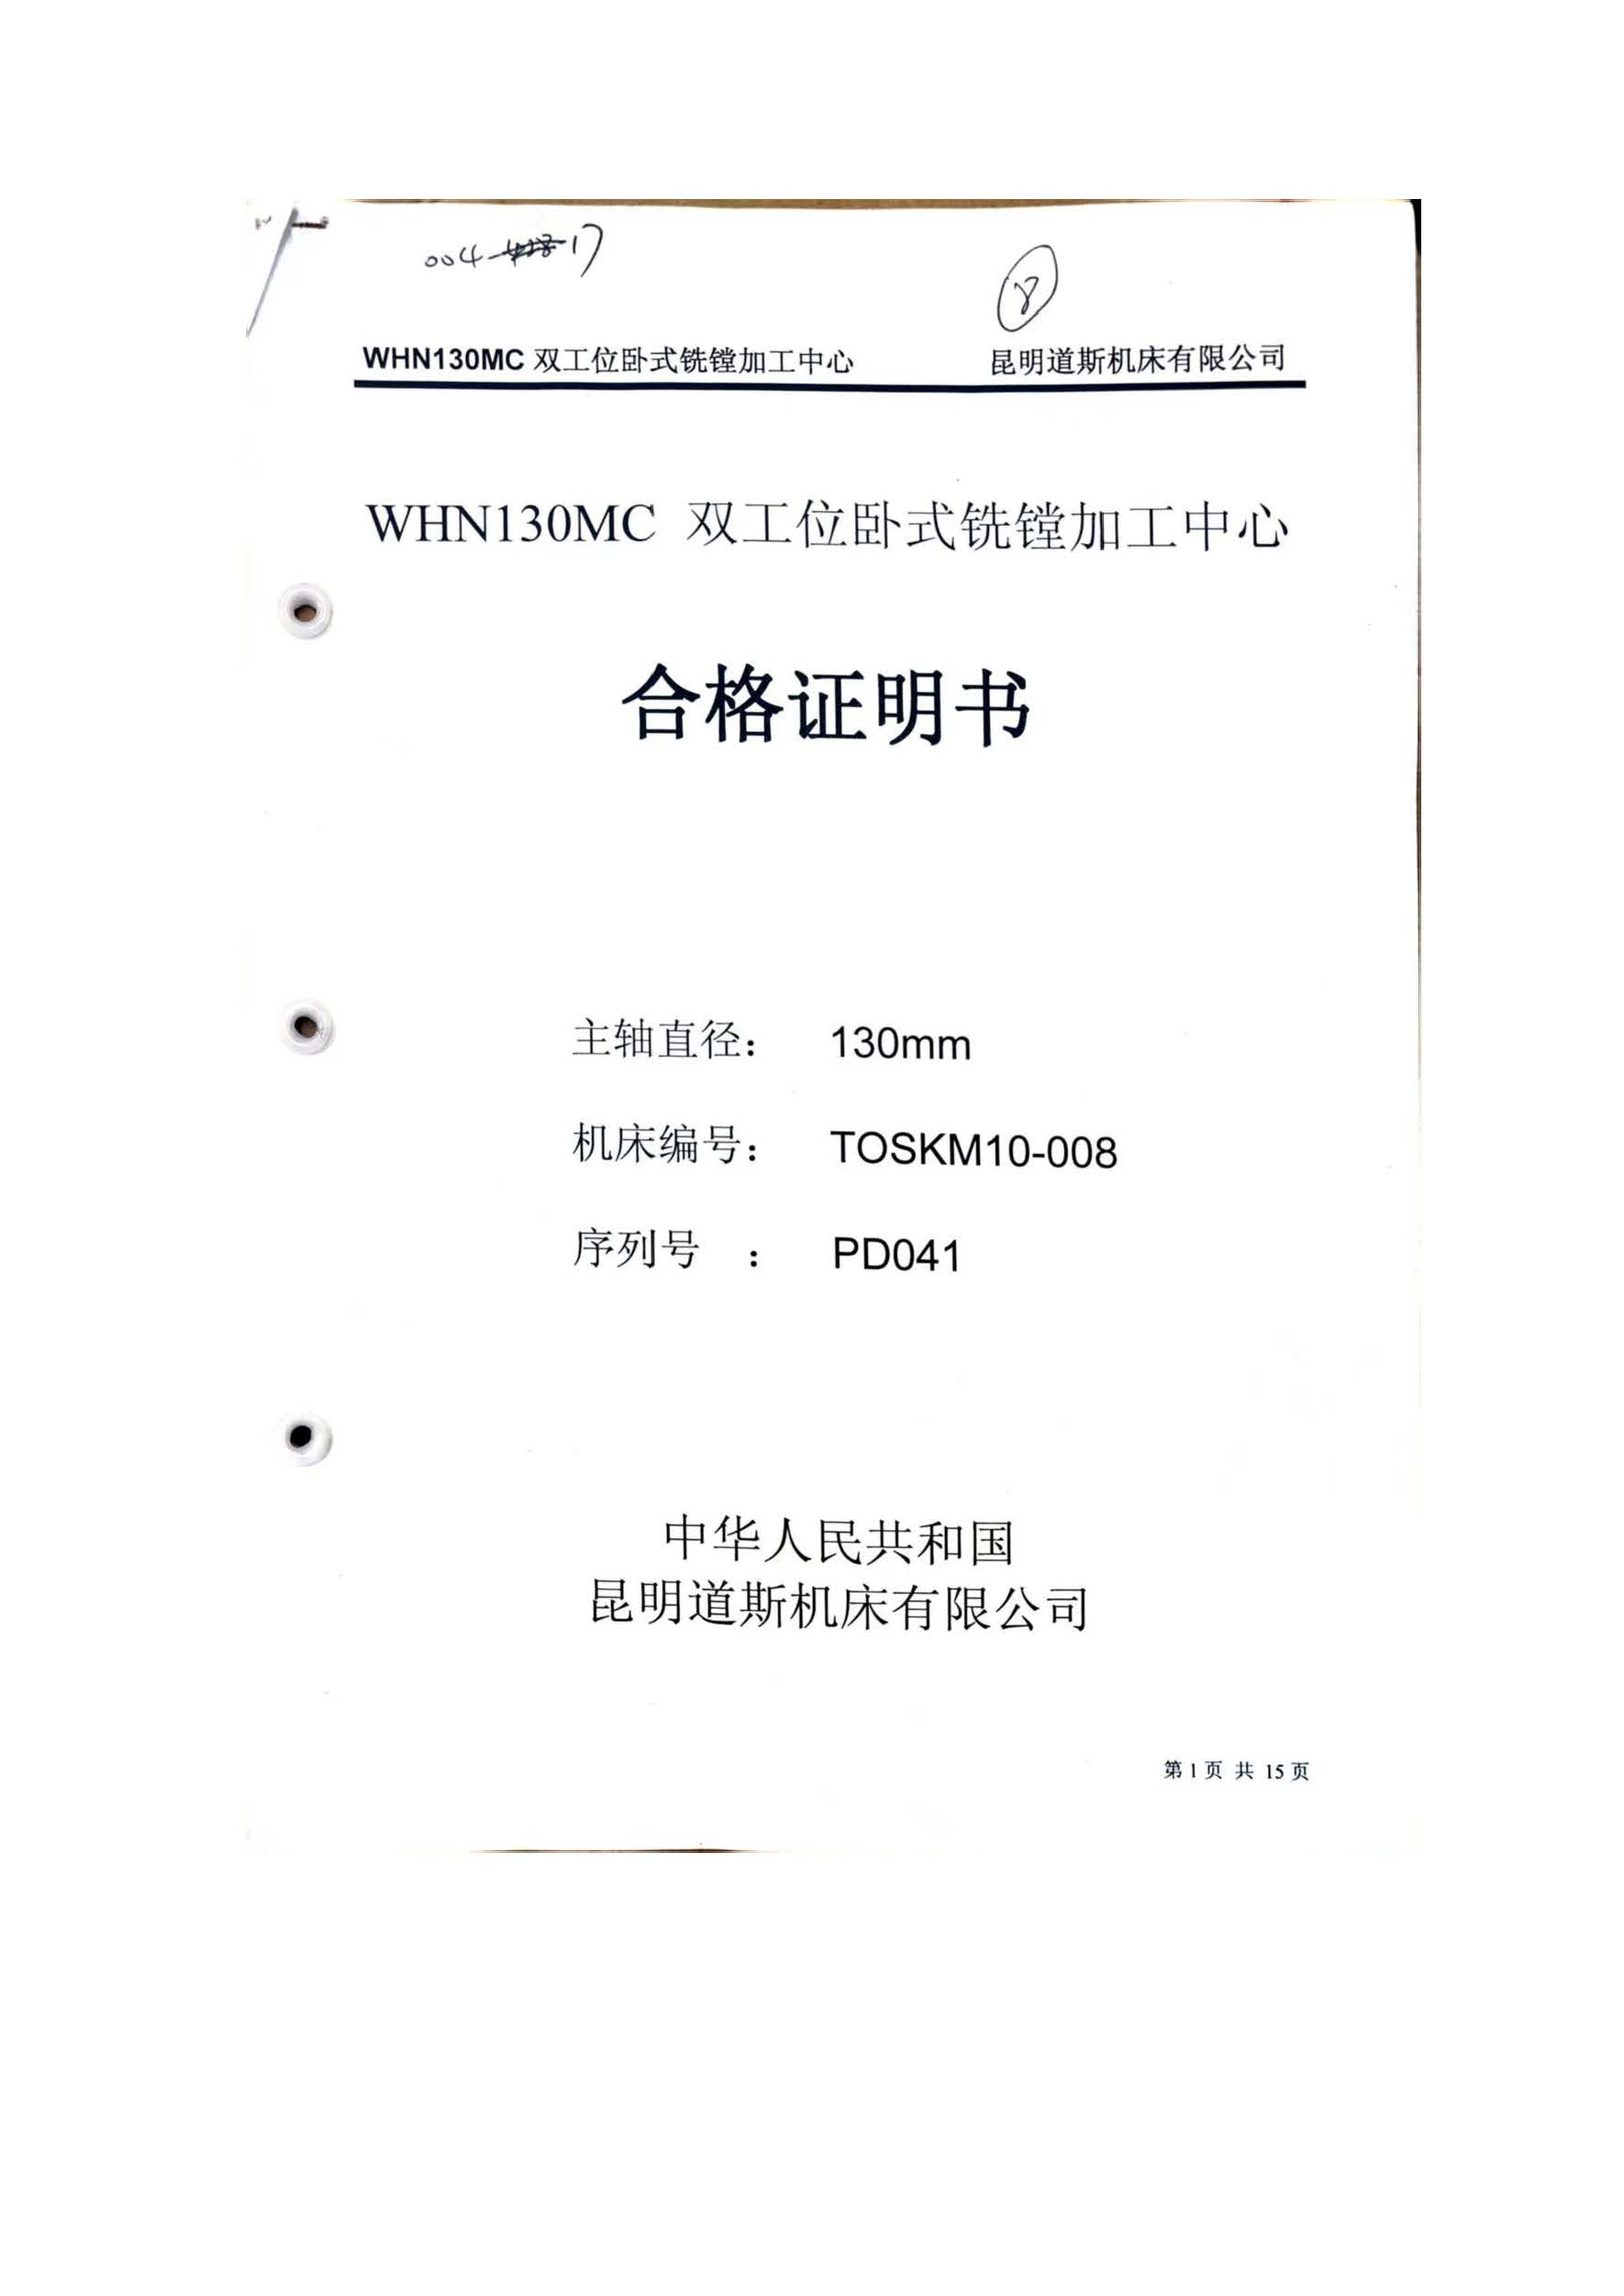 004-17
WHN130MC 双工位卧式铣镗加工中心 昆明道斯机床有限公司
WHN130MC 双工位卧式铣镗加工中心
合格证明书
主轴直径： 130mm
机床编号： TOSKM10-008
序列号 ： PD041
中华人民共和国
昆明道斯机床有限公司
第 1 页 共 15 页